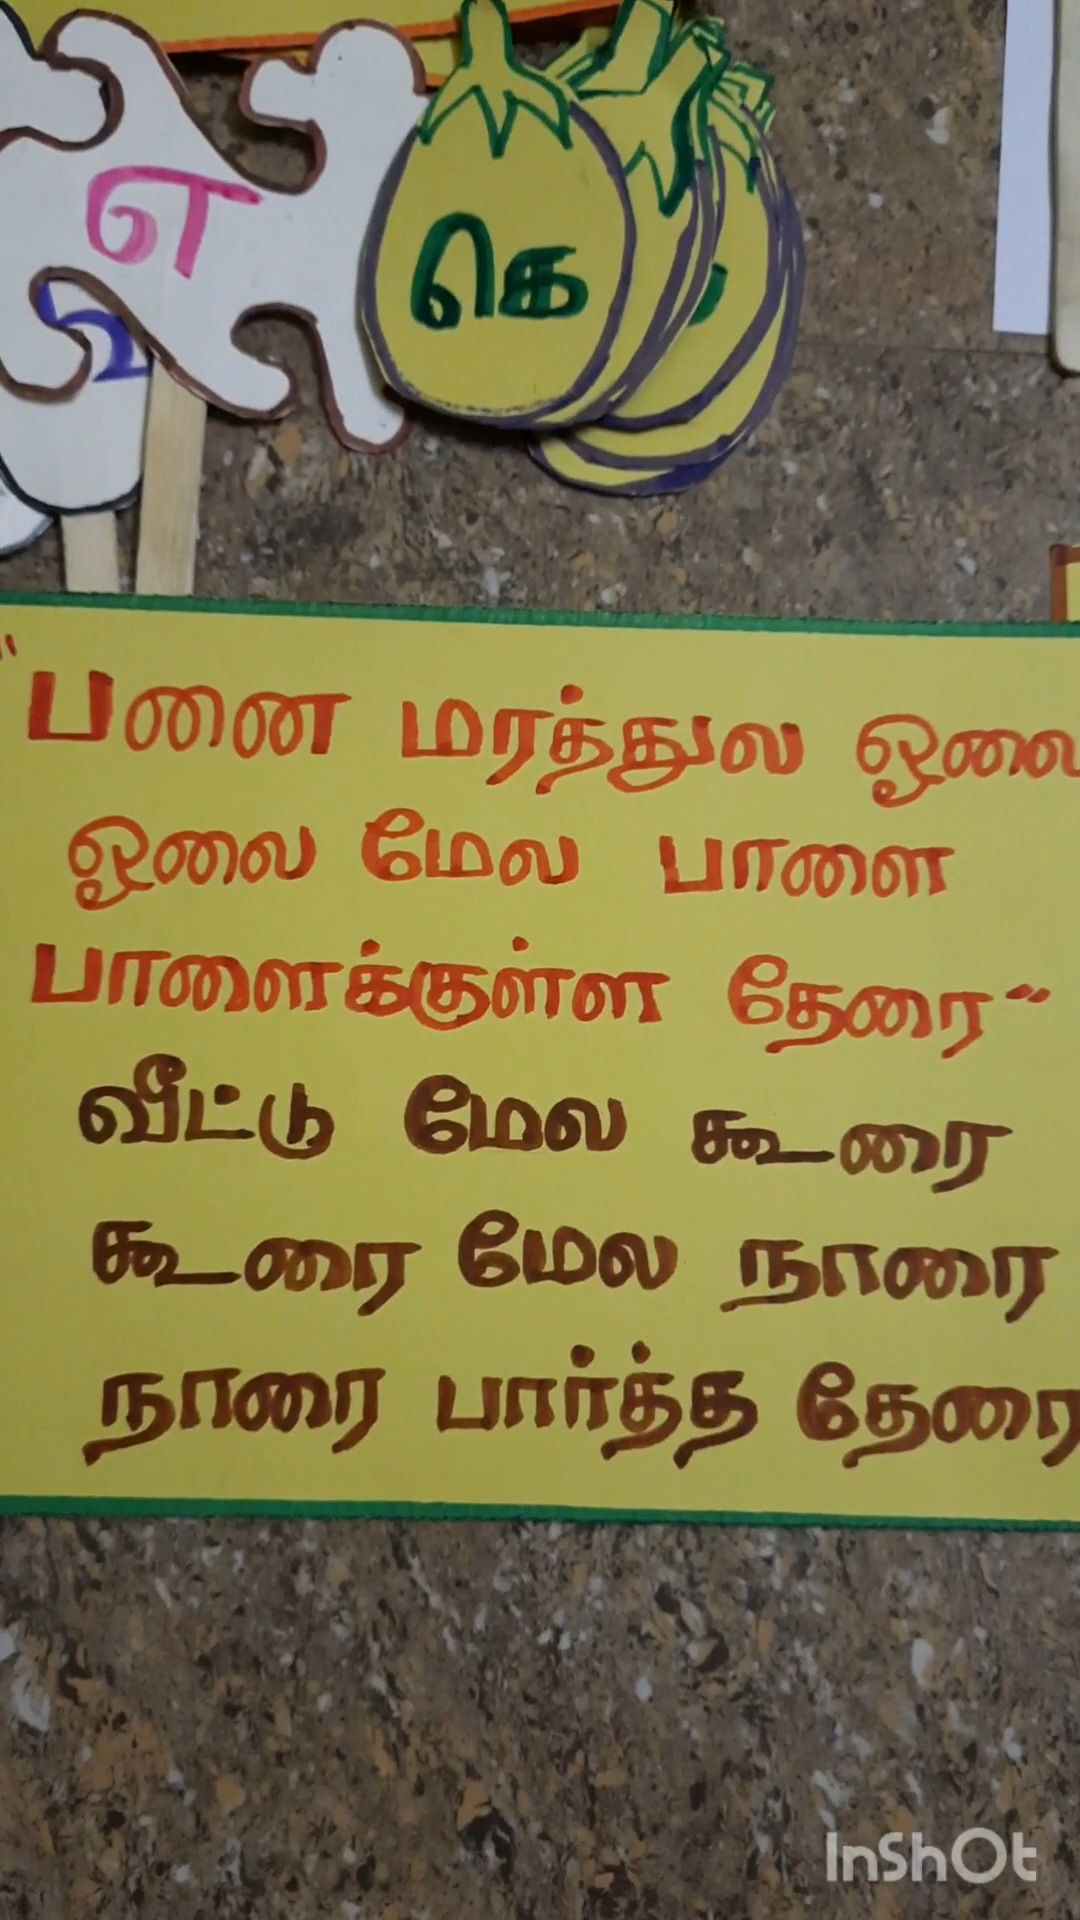 எ
கெ
"பனை மரத்துல ஓலை
ஓலை மேல பாளை
பாளைக்குள்ள தேரை"
வீட்டு மேல கூரை
கூரை மேல நாரை
நாரை பார்த்த தேரை
InShOt